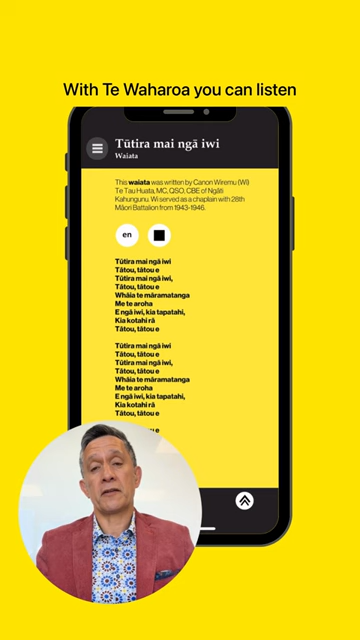 With Te Waharoa you can listen
Tūtira mai ngā iwi
Waiata
This waiata was written by Canon Wiremu (Wi)
Te Tau Huata, MC, QSO, CBE of Ngāti
Kahungunu. Wi served as a chaplain with 28th
Māori Battalion from 1943-1946.
en
Tūtira mai ngā iwi
Tātou, tātou e
Tūtira mai ngā iwi,
Tātou, tātou e
Whāia te māramatanga
Me te aroha
E ngā iwi, kia tapatahi,
Kia kotahi rā
Tātou, tātou e
Tūtira mai ngā iwi
Tātou, tātou e
Tūtira mai ngā iwi,
Tātou, tātou e
Whāia te māramatanga
Me te aroha
E ngā iwi, kia tapatahi,
Kia kotahi rā
Tātou, tātou e